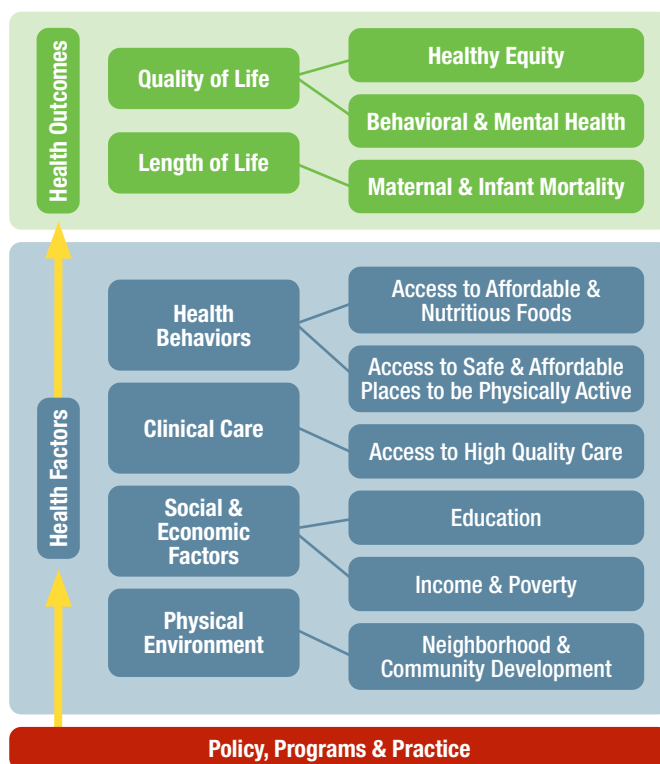 Health Outcomes
Quality of Life
Healthy Equity
Behavioral & Mental Health
Length of Life
Maternal & Infant Mortality
Health Factors
Health
Behaviors
Access to Affordable &
Nutritious Foods
Access to Safe & Affordable
Places to be Physically Active
Clinical Care
Access to High Quality Care
Social &
Economic
Factors
Education
Income & Poverty
Physical
Environment
Neighborhood &
Community Development
Policy, Programs & Practice